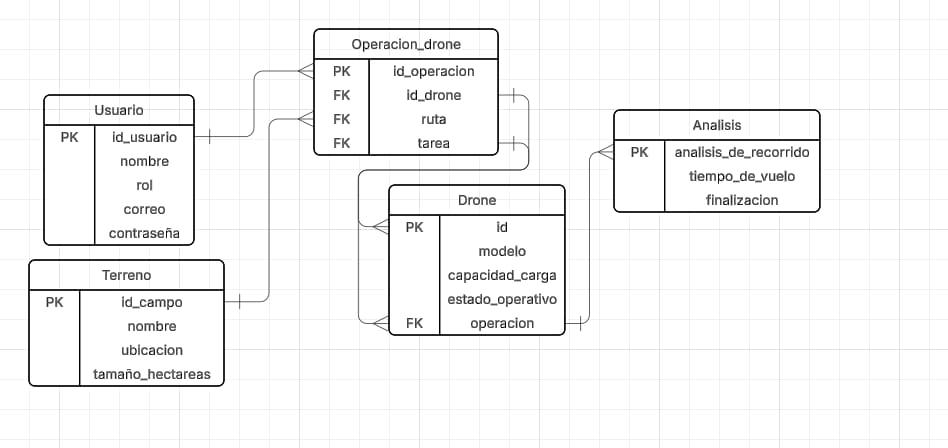 Operacion_drone
PK id_operacion
FK id_drone
FK ruta
FK tarea
Usuario
PK id_usuario
nombre
rol
correo
contraseña
Analisis
PK analisis_de_recorrido
tiempo_de_vuelo
finalizacion
Drone
PK id
modelo
capacidad_carga
estado_operativo
FK operacion
Terreno
PK id_campo
nombre
ubicacion
tamaño_hectareas